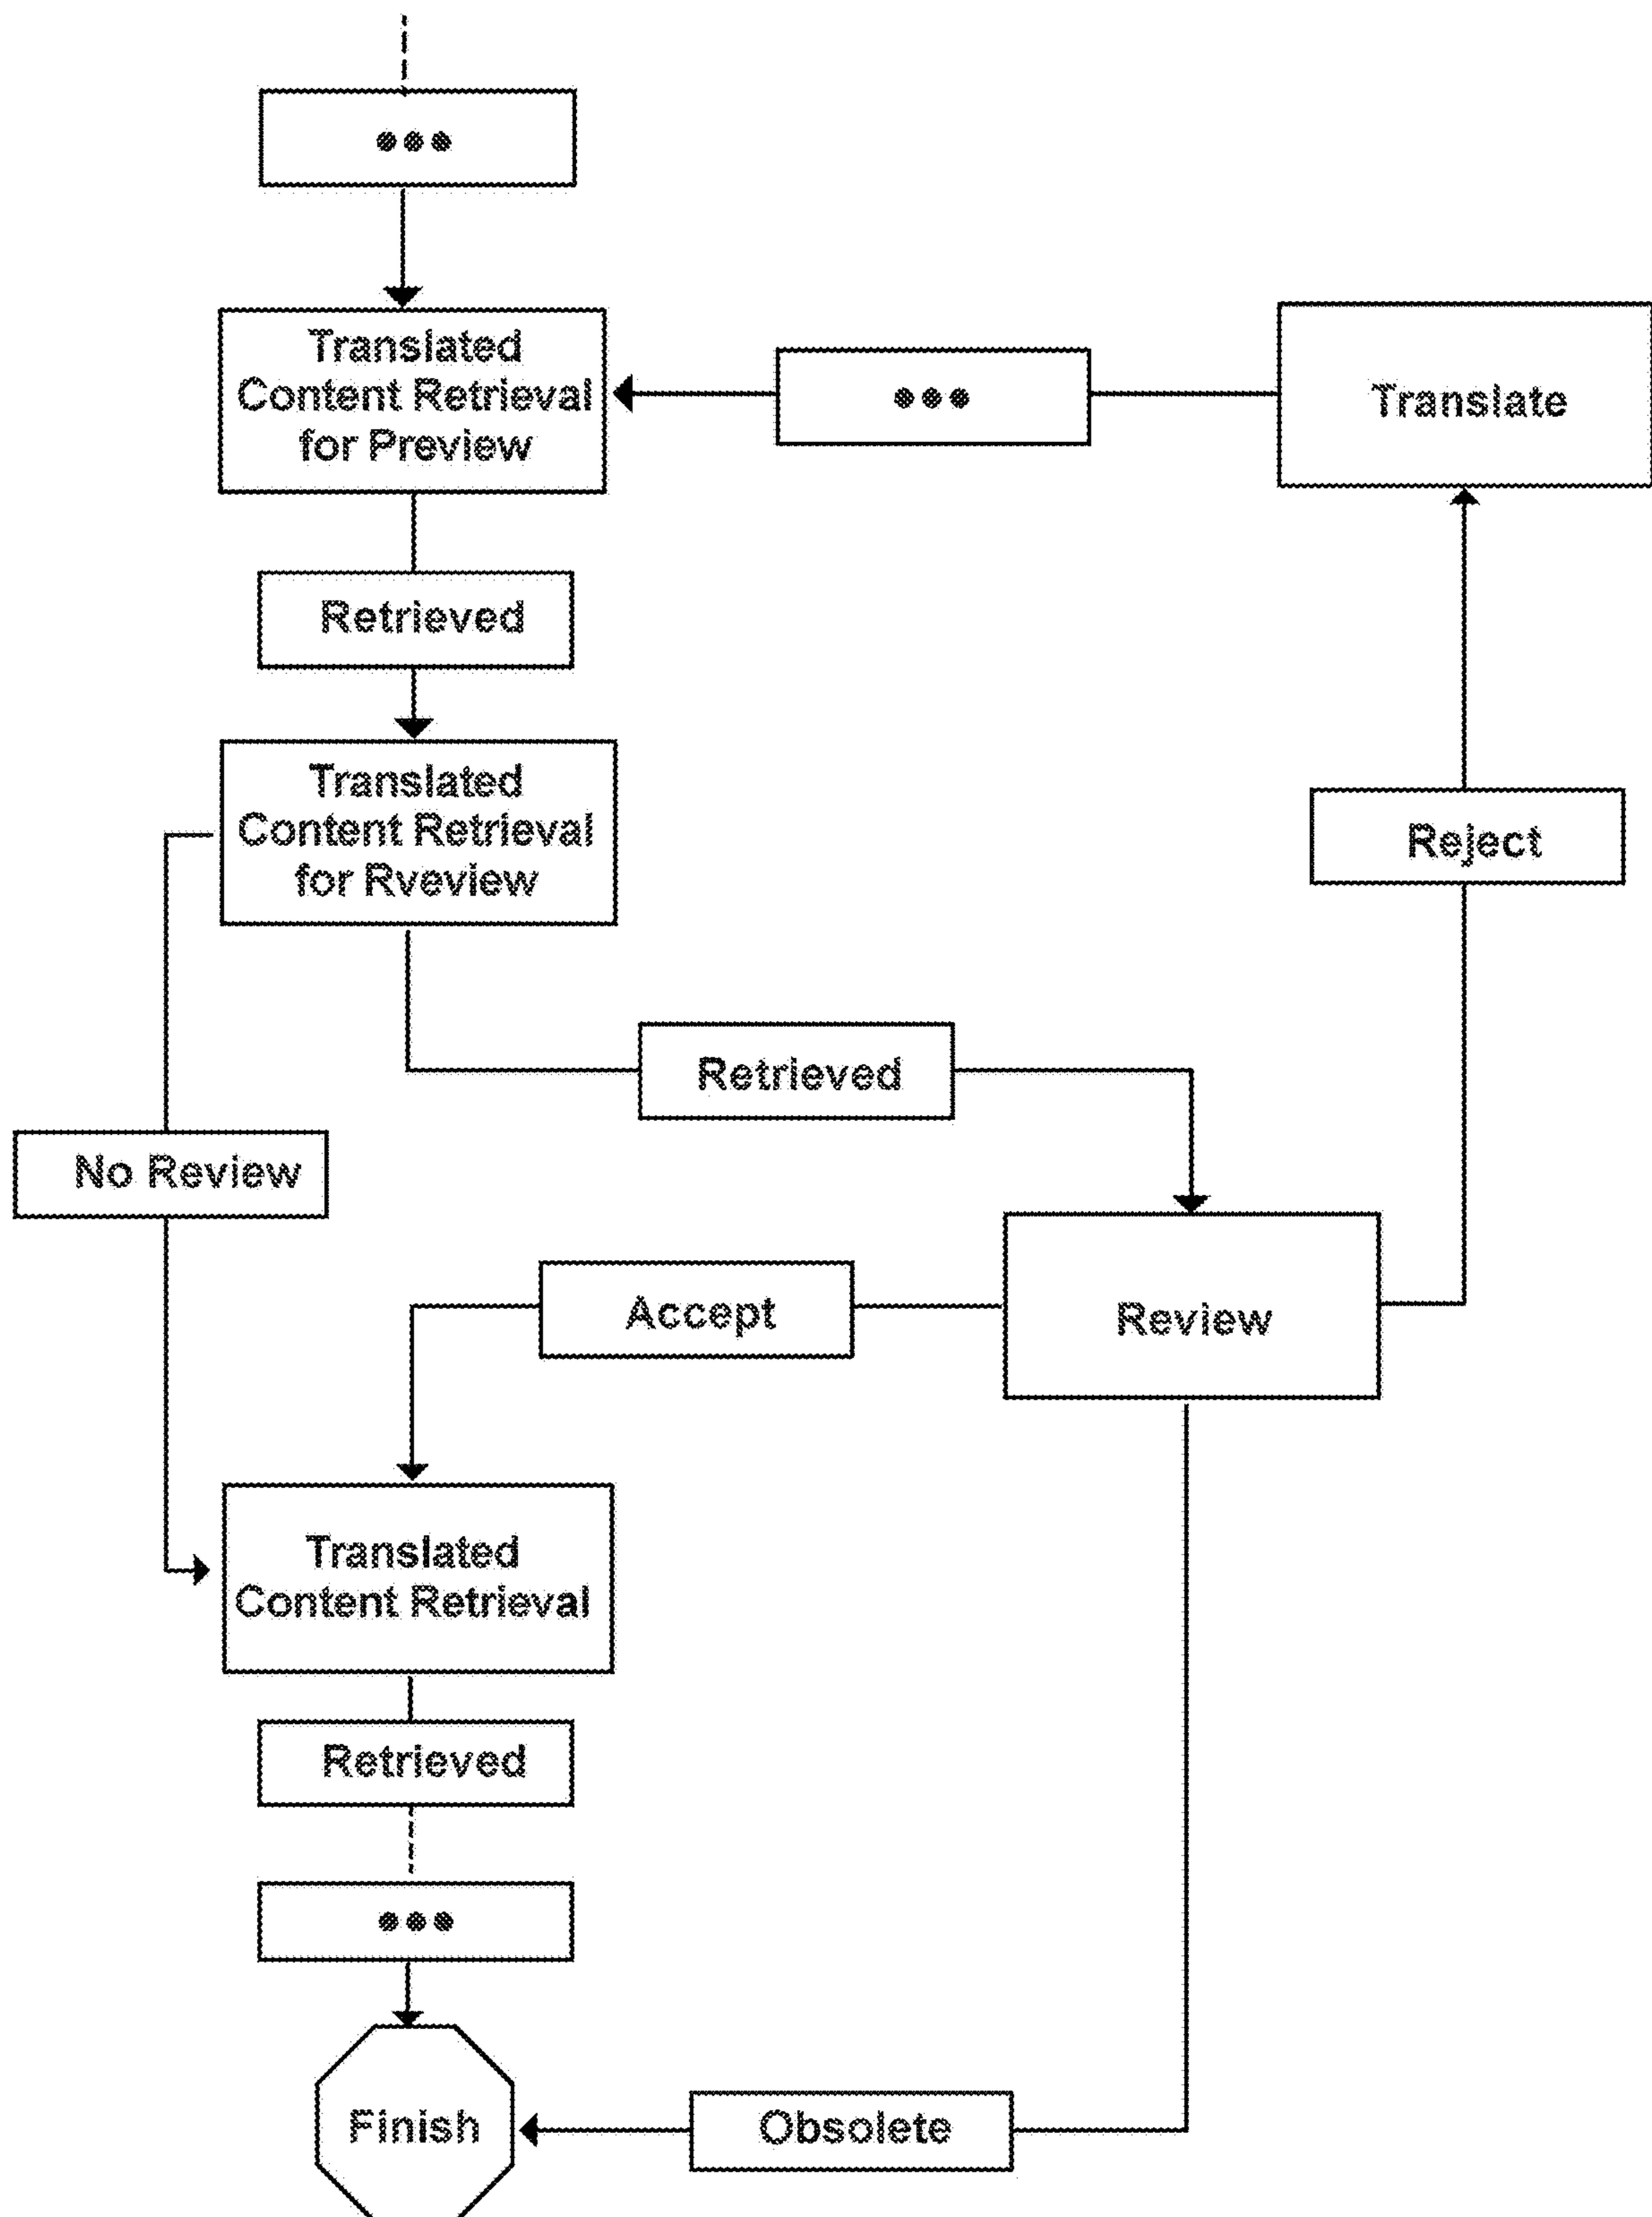 •••
Translated
Content Retrieval
for Preview
•••
Translate
Retrieved
Translated
Content Retrieval
for Rveview
Reject
Retrieved
No Review
Accept
Review
Translated
Content Retrieval
Retrieved
•••
Finish
Obsolete